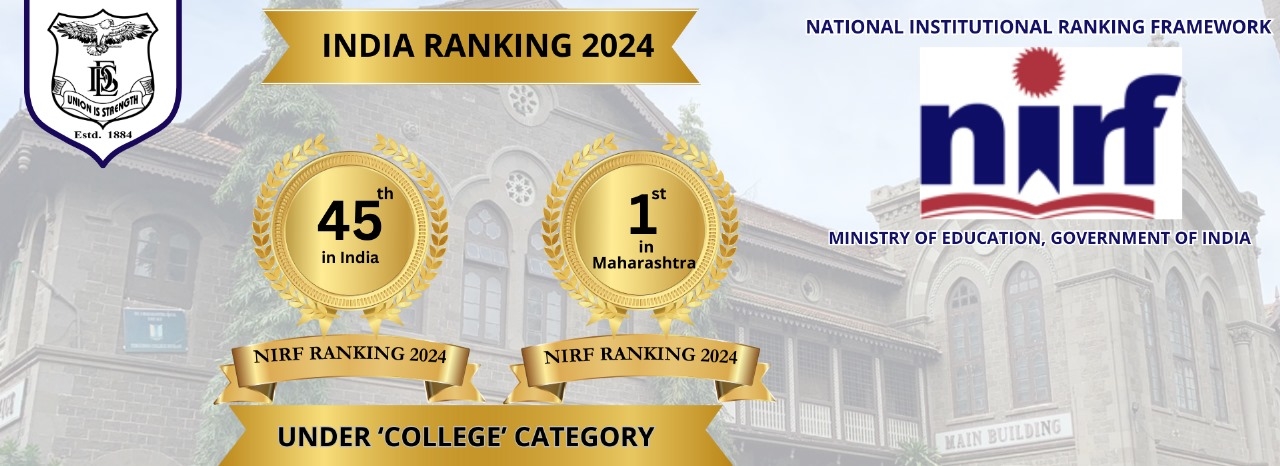 DES
UNION IS STRENGTH
Estd. 1884
INDIA RANKING 2024
NATIONAL INSTITUTIONAL RANKING FRAMEWORK
nirf
MINISTRY OF EDUCATION, GOVERNMENT OF INDIA
45th
in India
NIRF RANKING 2024
1st
in
Maharashtra
NIRF RANKING 2024
UNDER ‘COLLEGE’ CATEGORY
MAIN BUILDING